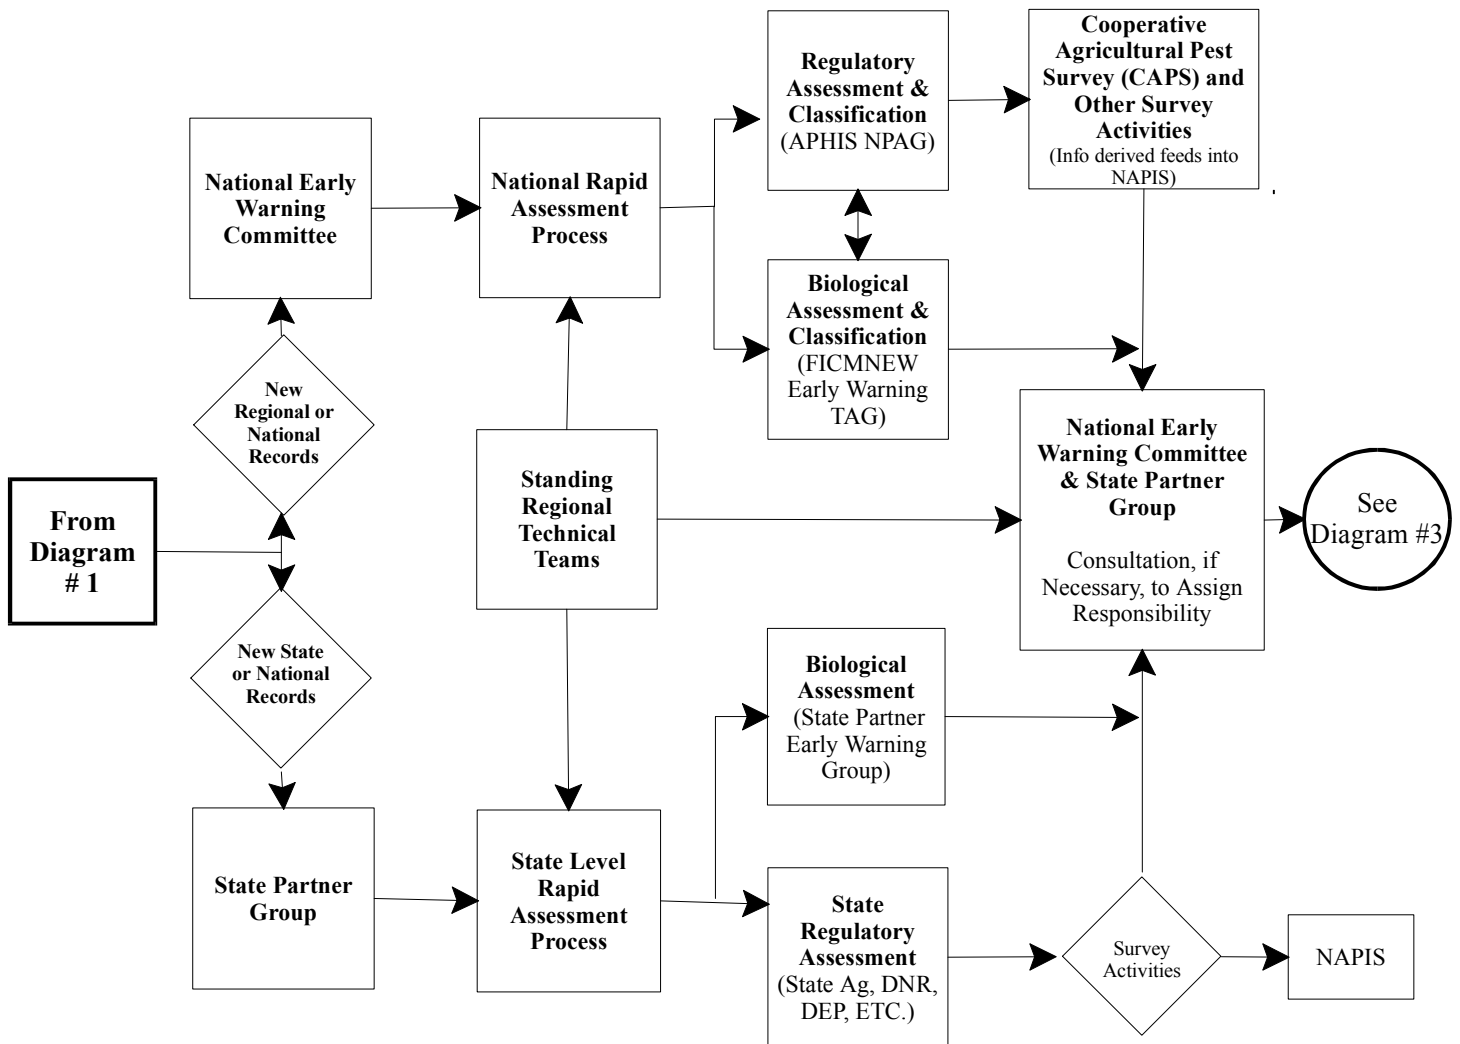 Cooperative
Agricultural Pest
Survey (CAPS) and
Other Survey
Activities
(Info derived feeds into
NAPIS)
Regulatory
Assessment &
Classification
(APHIS NPAG)
National Early
Warning
Committee
National Rapid
Assessment
Process
Biological
Assessment &
Classification
(FICMNEW
Early Warning
TAG)
New
Regional or
National
Records
National Early
Warning Committee
& State Partner
Group
Consultation, if
Necessary, to Assign
Responsibility
Standing
Regional
Technical
Teams
From
Diagram
# 1
See
Diagram #3
New State
or National
Records
Biological
Assessment
(State Partner
Early Warning
Group)
State Partner
Group
State Level
Rapid
Assessment
Process
State
Regulatory
Assessment
(State Ag, DNR,
DEP, ETC.)
Survey
Activities
NAPIS